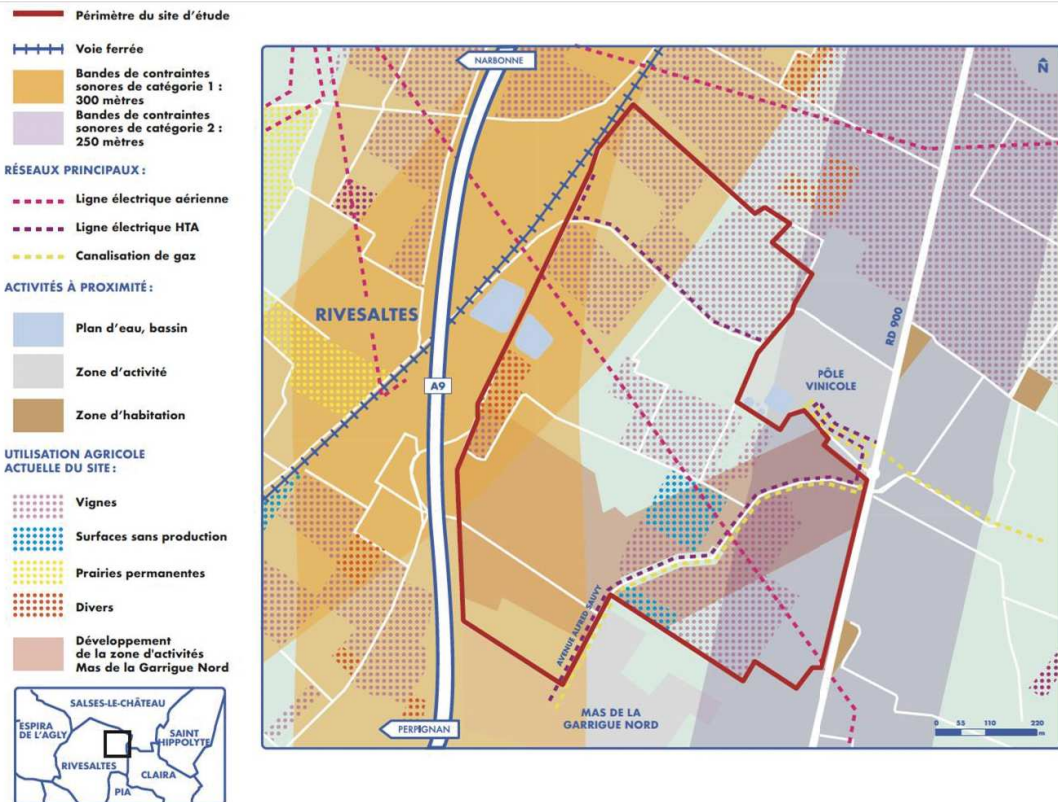 Périmètre du site d'étude
Voie ferrée
Bandes de contraintes
sonores de catégorie 1 :
300 mètres
Bandes de contraintes
sonores de catégorie 2 :
250 mètres
RÉSEAUX PRINCIPAUX :
Ligne électrique aérienne
Ligne électrique HTA
Canalisation de gaz
ACTIVITÉS À PROXIMITÉ :
Plan d'eau, bassin
Zone d'activité
Zone d'habitation
UTILISATION AGRICOLE
ACTUELLE DU SITE :
Vignes
Surfaces sans production
Prairies permanentes
Divers
Développement
de la zone d'activités
Mas de la Garrigue Nord
SALSES-LE-CHÂTEAU
ESPIRA
DE L'AGLY
SAINT
HIPPOLYTE
RIVESALTES
CLAIRA
PIA
NARBONNE
N
RIVESALTES
A9
RD 900
PÔLE
VINICOLE
AVENUE ALFRED SAUVY
MAS DE LA
GARRIGUE NORD
PERPIGNAN
0 55 110 220
m